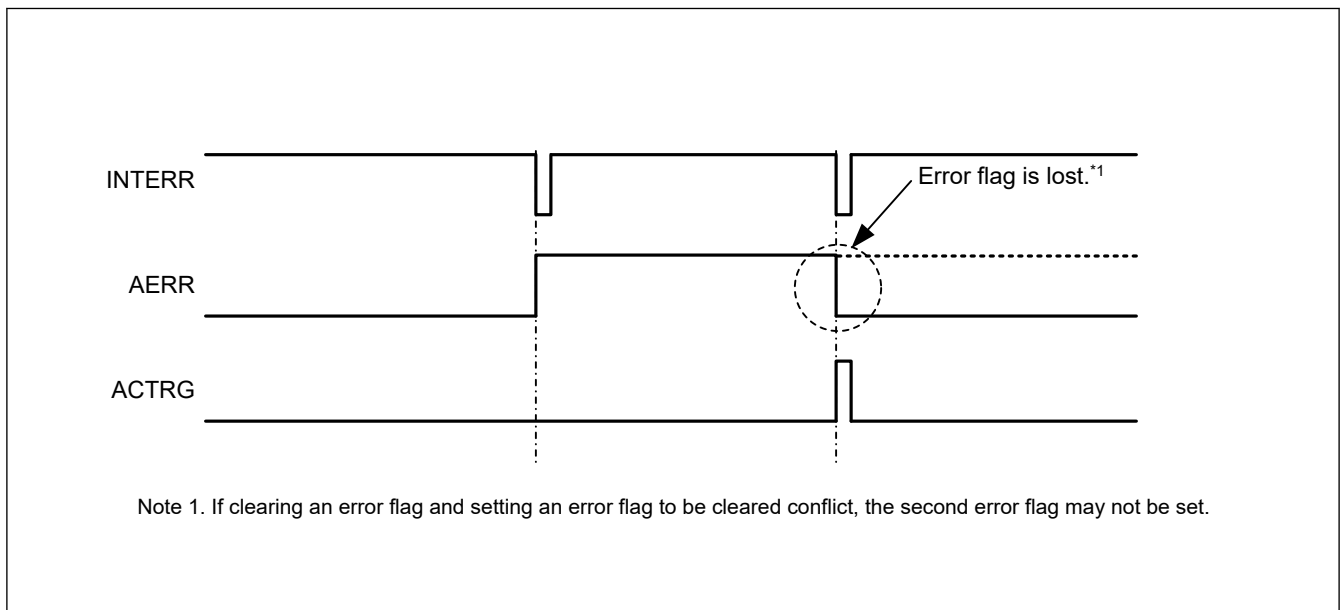 INTERR
Error flag is lost.*1
AERR
ACTRG
Note 1. If clearing an error flag and setting an error flag to be cleared conflict, the second error flag may not be set.